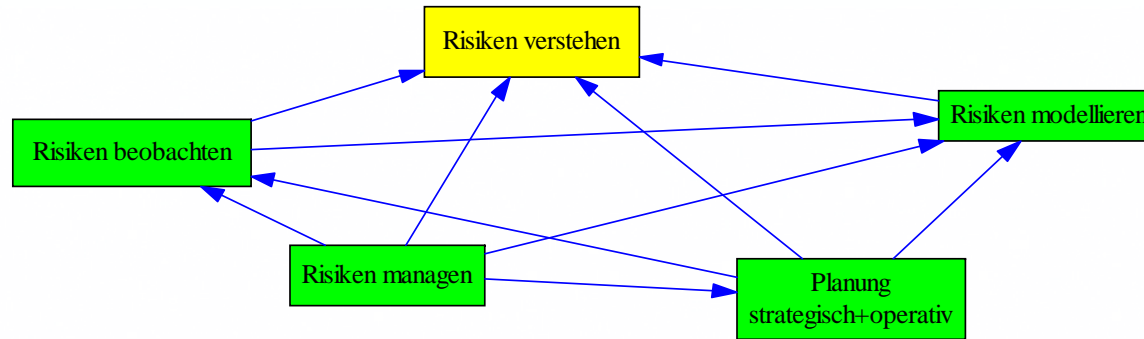 Risiken verstehen
Risiken modellieren
Risiken beobachten
Risiken managen
Planung
strategisch+operativ